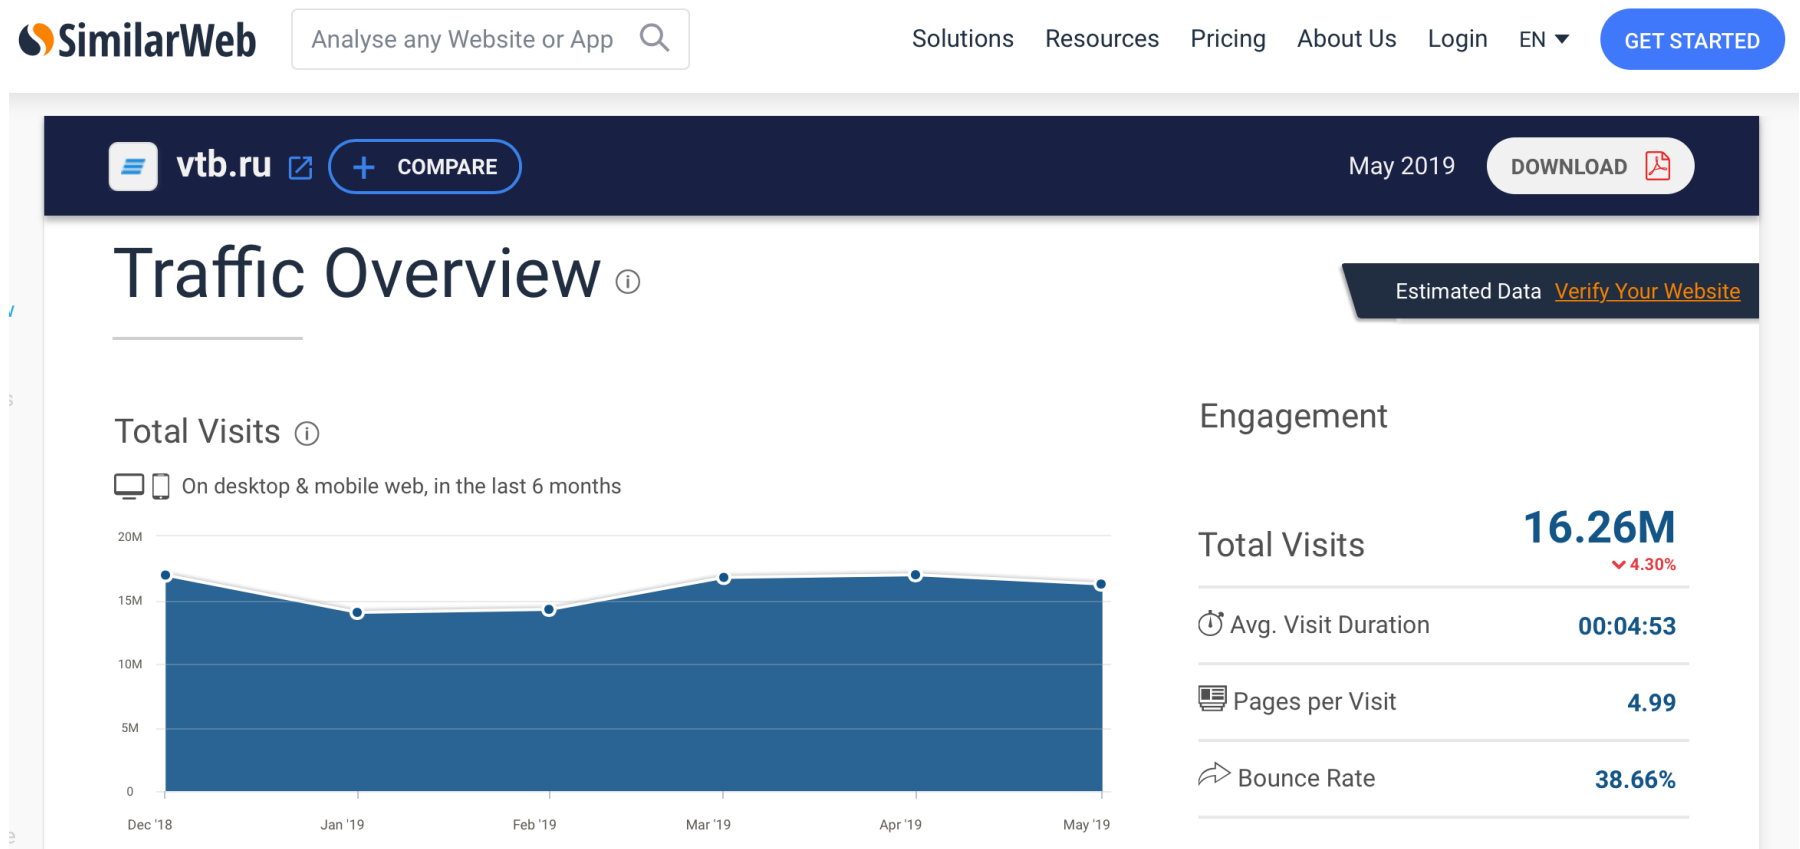 SimilarWeb
Analyse any Website or App
Solutions Resources Pricing About Us Login EN GET STARTED
vtb.ru + COMPARE
May 2019 DOWNLOAD
Traffic Overview
Estimated Data Verify Your Website
Total Visits
On desktop & mobile web, in the last 6 months
20M
15M
10M
5M
0
Dec '18 Jan '19 Feb '19 Mar '19 Apr '19 May '19
Engagement
Total Visits 16.26M
4.30%
Avg. Visit Duration 00:04:53
Pages per Visit 4.99
Bounce Rate 38.66%